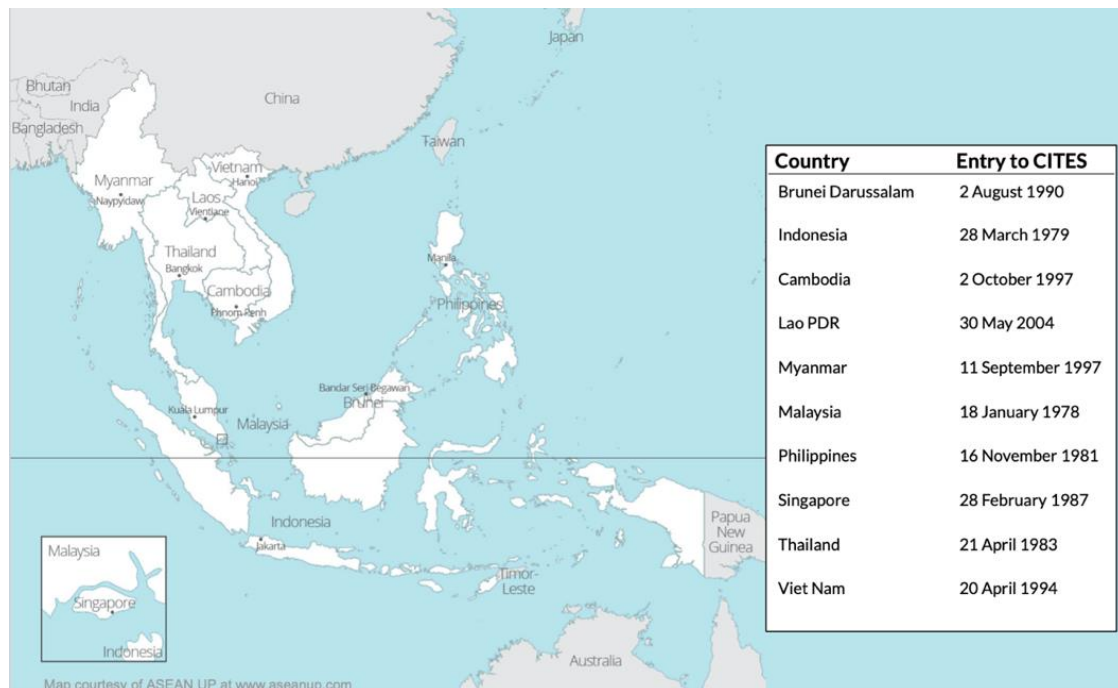 Japan
Bhutan
India
China
Bangladesh
Taiwan
Vietnam
Hanoi
Myanmar
Naypyidaw
Laos
Vientiane
Thailand
Bangkok
Manila
Cambodia
Phnom Penh
Philippines
Bandar Seri Begawan
Brunei
Kuala Lumpur
Malaysia
Indonesia
Jakarta
Papua
New
Guinea
Timor-
Leste
Malaysia
Singapore
Indonesia
Australia
Map courtesy of ASEAN UP at www.aseanup.com
Country Entry to CITES
Brunei Darussalam 2 August 1990
Indonesia 28 March 1979
Cambodia 2 October 1997
Lao PDR 30 May 2004
Myanmar 11 September 1997
Malaysia 18 January 1978
Philippines 16 November 1981
Singapore 28 February 1987
Thailand 21 April 1983
Viet Nam 20 April 1994